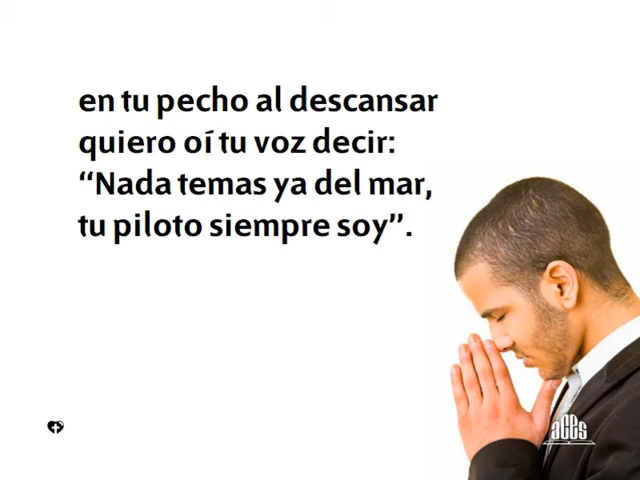 en tu pecho al descansar
quiero oí tu voz decir:
“Nada temas ya del mar,
tu piloto siempre soy”.
aces